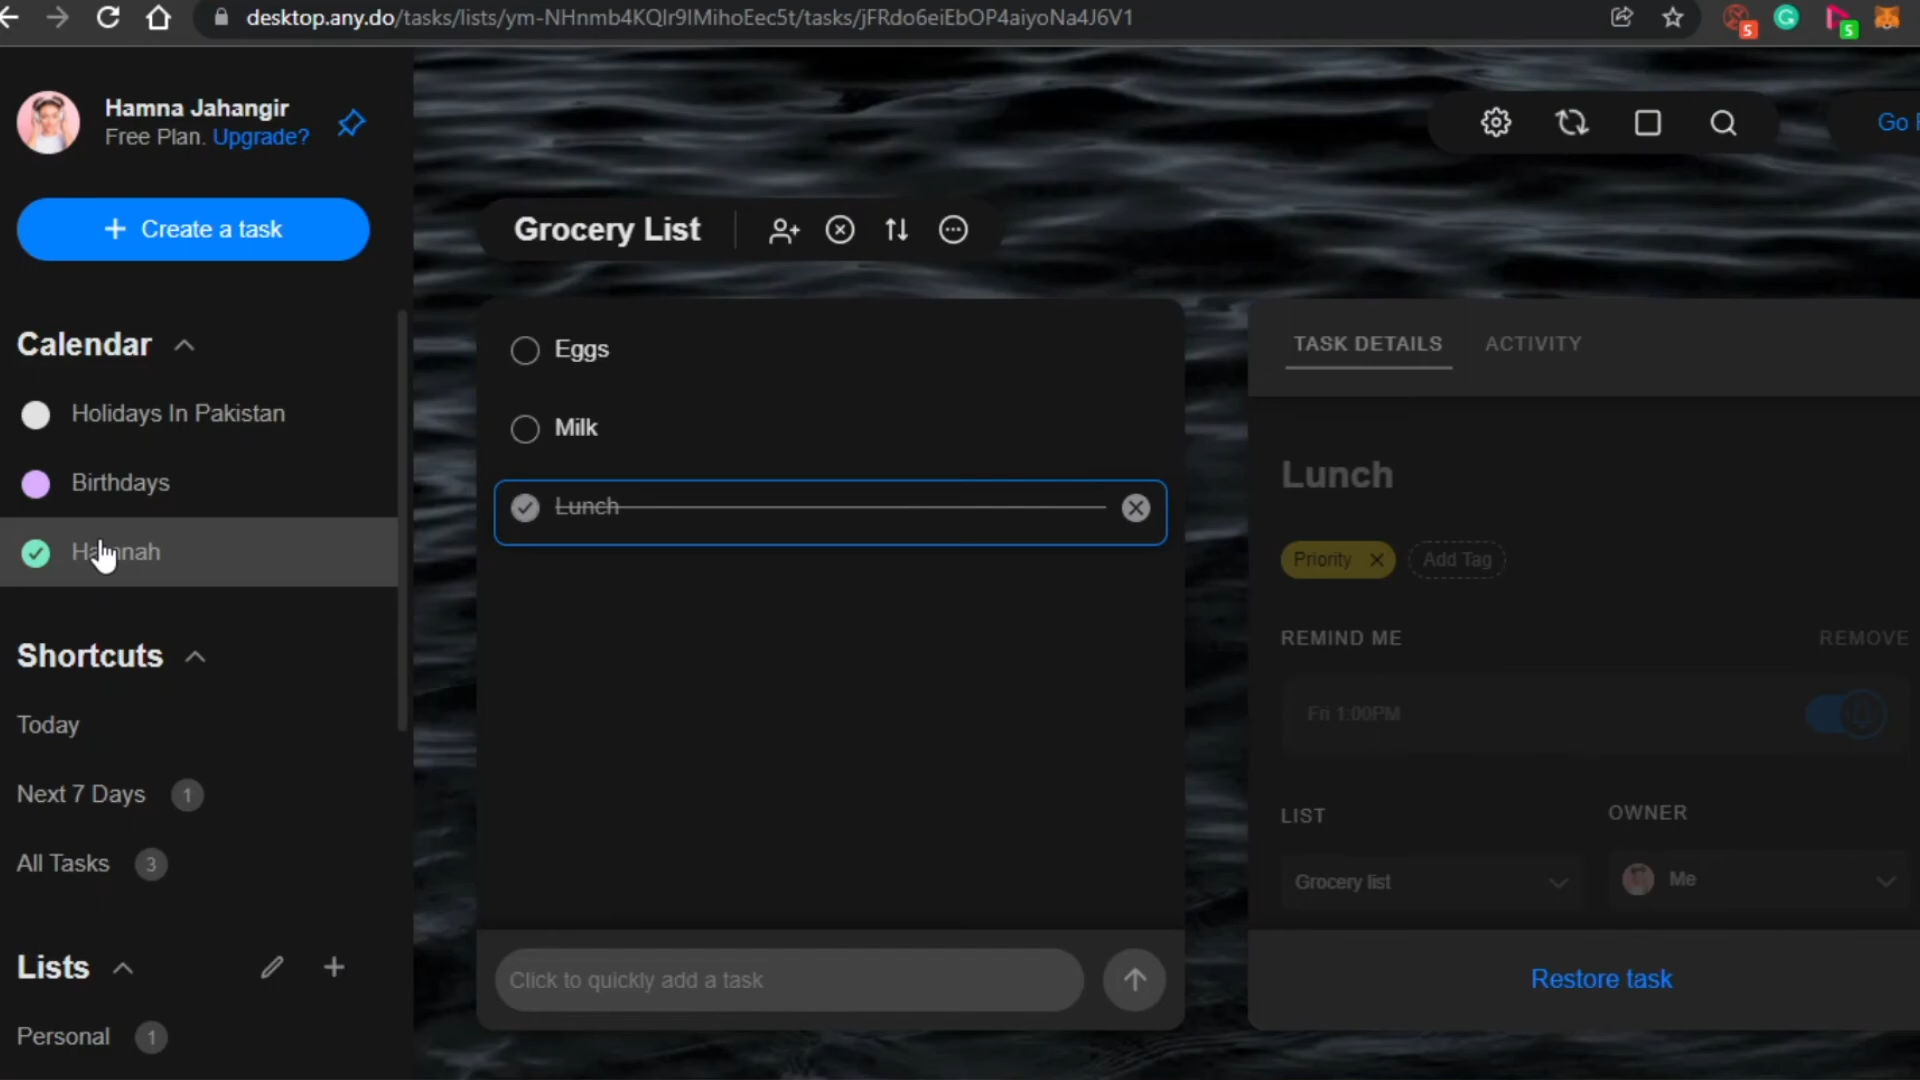 desktop.any.do/tasks/lists/ym-NHnmb4KQlr9IMihoEec5t/tasks/jFRdo6eiEbOP4aiyoNa4J6V1
5
5
Hamna Jahangir
Free Plan. Upgrade?
Go
+ Create a task
Grocery List
Calendar
Holidays In Pakistan
Birthdays
Shortcuts
Today
Next 7 Days 1
All Tasks 3
Lists
Personal 1
Eggs
Milk
Lunch
Click to quickly add a task
TASK DETAILS ACTIVITY
Lunch
Priority Add Tag
REMIND ME REMOVE
Fri 1:00PM
LIST OWNER
Grocery list Me
Restore task